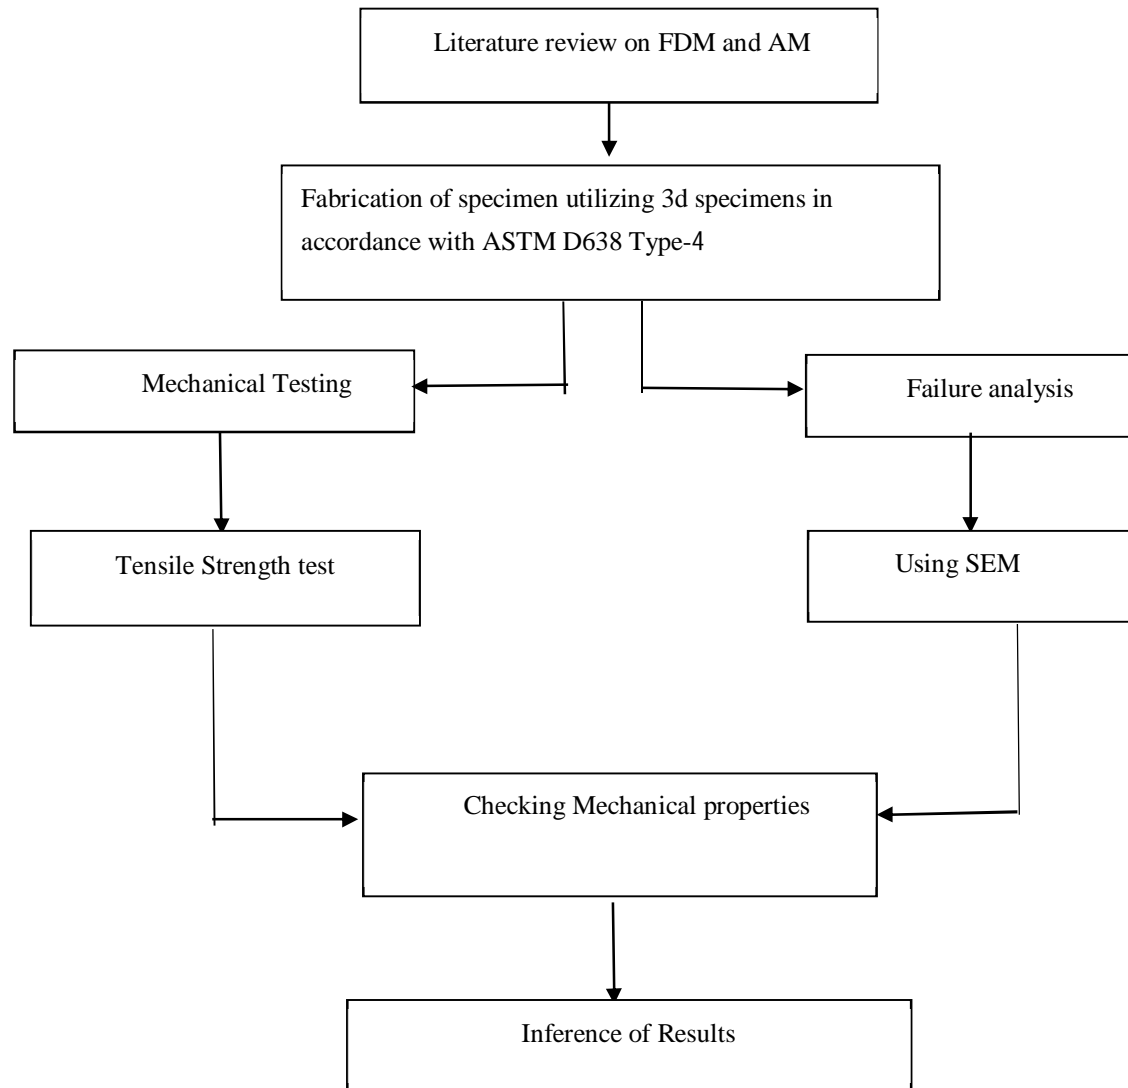 Literature review on FDM and AM
Fabrication of specimen utilizing 3d specimens in
accordance with ASTM D638 Type-4
Mechanical Testing
Failure analysis
Tensile Strength test
Using SEM
Checking Mechanical properties
Inference of Results